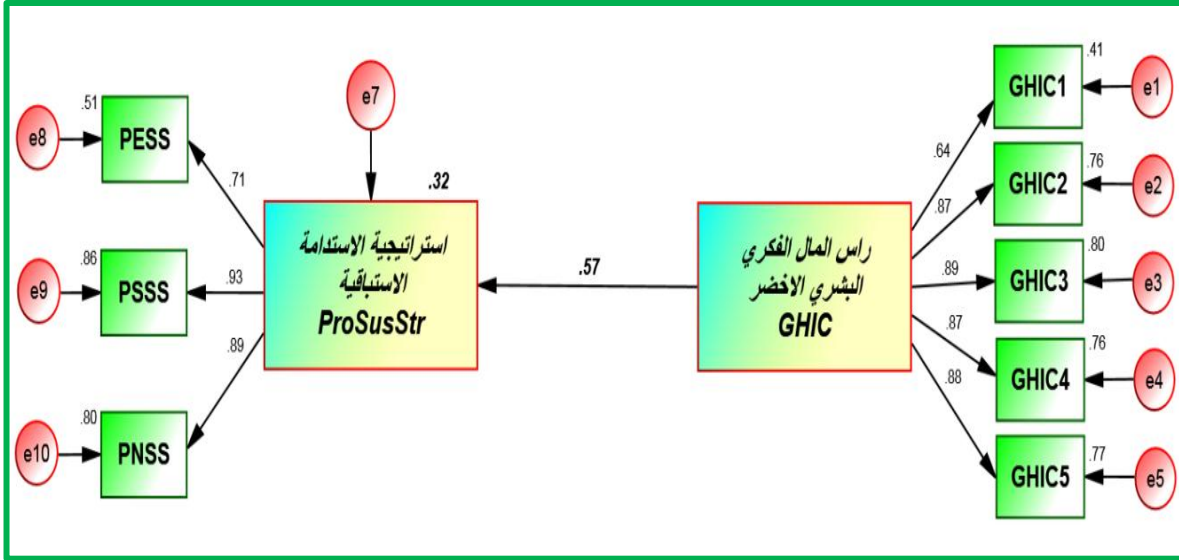 e7
e8
.51
PESS
.71
e9
.86
PSSS
.93
e10
.80
PNSS
.89
.32
استراتيجية الاستدامة
الاستباقية
ProSusStr
.57
راس المال الفكري
البشري الاخضر
GHIC
.64
.87
.89
.87
.88
GHIC1
.41
e1
GHIC2
.76
e2
GHIC3
.80
e3
GHIC4
.76
e4
GHIC5
.77
e5